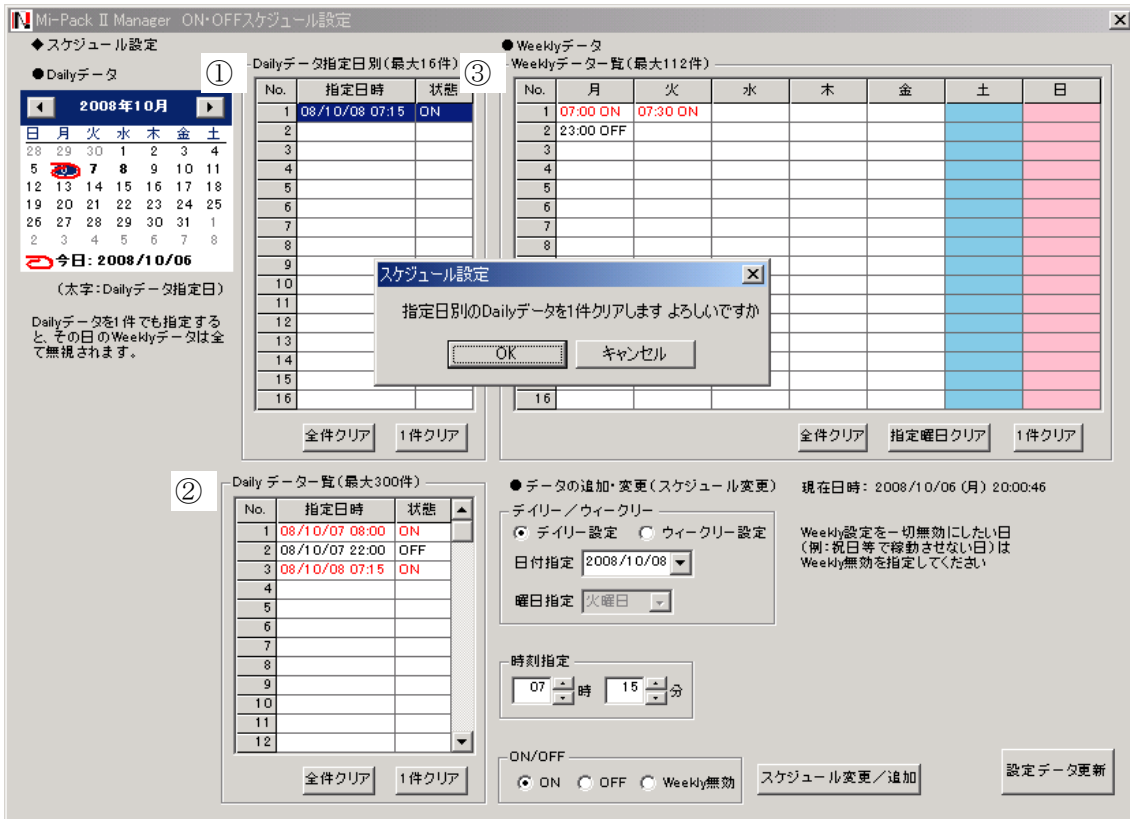 Mi-Pack II Manager ON・OFFスケジュール設定
◆スケジュール設定
●Dailyデータ
2008年10月
日 月 火 水 木 金 土
28 29 30 1 2 3 4
5 6 7 8 9 10 11
12 13 14 15 16 17 18
19 20 21 22 23 24 25
26 27 28 29 30 31 1
2 3 4 5 6 7 8
今日: 2008/10/06
(太字:Dailyデータ指定日)
Dailyデータを1件でも指定する
と、その日のWeeklyデータは全
て無視されます。
①
Dailyデータ指定日別(最大16件)
No. 指定日時 状態
1 08/10/08 07:15 ON
2
3
4
5
6
7
8
9
10
11
12
13
14
15
16
全件クリア 1件クリア
③
●Weeklyデータ
Weeklyデータ一覧(最大112件)
No. 月 火 水 木 金 土 日
1 07:00 ON 07:30 ON
2 23:00 OFF
3
4
5
6
7
8
16
全件クリア 指定曜日クリア 1件クリア
スケジュール設定
指定日別のDailyデータを1件クリアします よろしいですか
OK キャンセル
②
Daily データ一覧(最大300件)
No. 指定日時 状態
1 08/10/07 08:00 ON
2 08/10/07 22:00 OFF
3 08/10/08 07:15 ON
4
5
6
7
8
9
10
11
12
全件クリア 1件クリア
●データの追加・変更(スケジュール変更)
デイリー/ウィークリー
デイリー設定 ウィークリー設定
日付指定 2008/10/08
曜日指定 火曜日
時刻指定
07 時 15 分
ON/OFF
ON OFF Weekly無効
スケジュール変更/追加
現在日時: 2008/10/06 (月) 20:00:46
Weekly設定を一切無効にしたい日
(例:祝日等で稼動させない日)は
Weekly無効を指定してください
設定データ更新